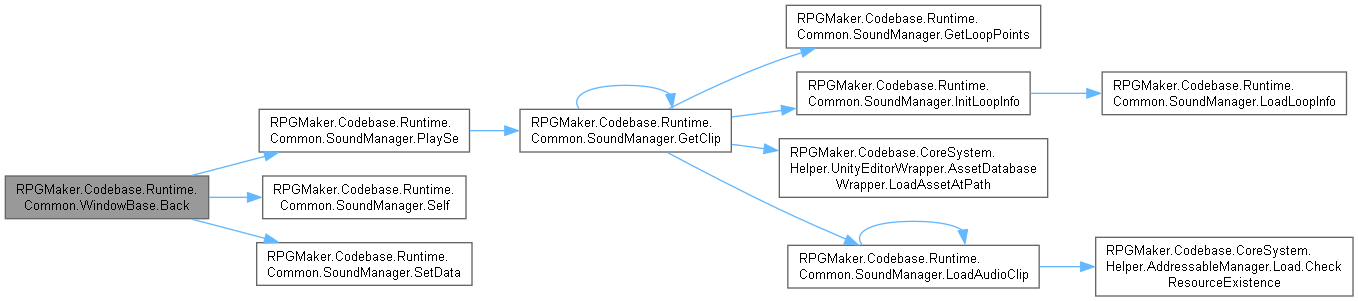 RPGMaker.Codebase.Runtime.
Common.WindowBase.Back
RPGMaker.Codebase.Runtime.
Common.SoundManager.PlaySe
RPGMaker.Codebase.Runtime.
Common.SoundManager.Self
RPGMaker.Codebase.Runtime.
Common.SoundManager.SetData
RPGMaker.Codebase.Runtime.
Common.SoundManager.GetClip
RPGMaker.Codebase.Runtime.
Common.SoundManager.GetLoopPoints
RPGMaker.Codebase.Runtime.
Common.SoundManager.InitLoopInfo
RPGMaker.Codebase.CoreSystem.
Helper.UnityEditorWrapper.AssetDatabase
Wrapper.LoadAssetAtPath
RPGMaker.Codebase.Runtime.
Common.SoundManager.LoadAudioClip
RPGMaker.Codebase.Runtime.
Common.SoundManager.LoadLoopInfo
RPGMaker.Codebase.CoreSystem.
Helper.AddressableManager.Load.Check
ResourceExistence